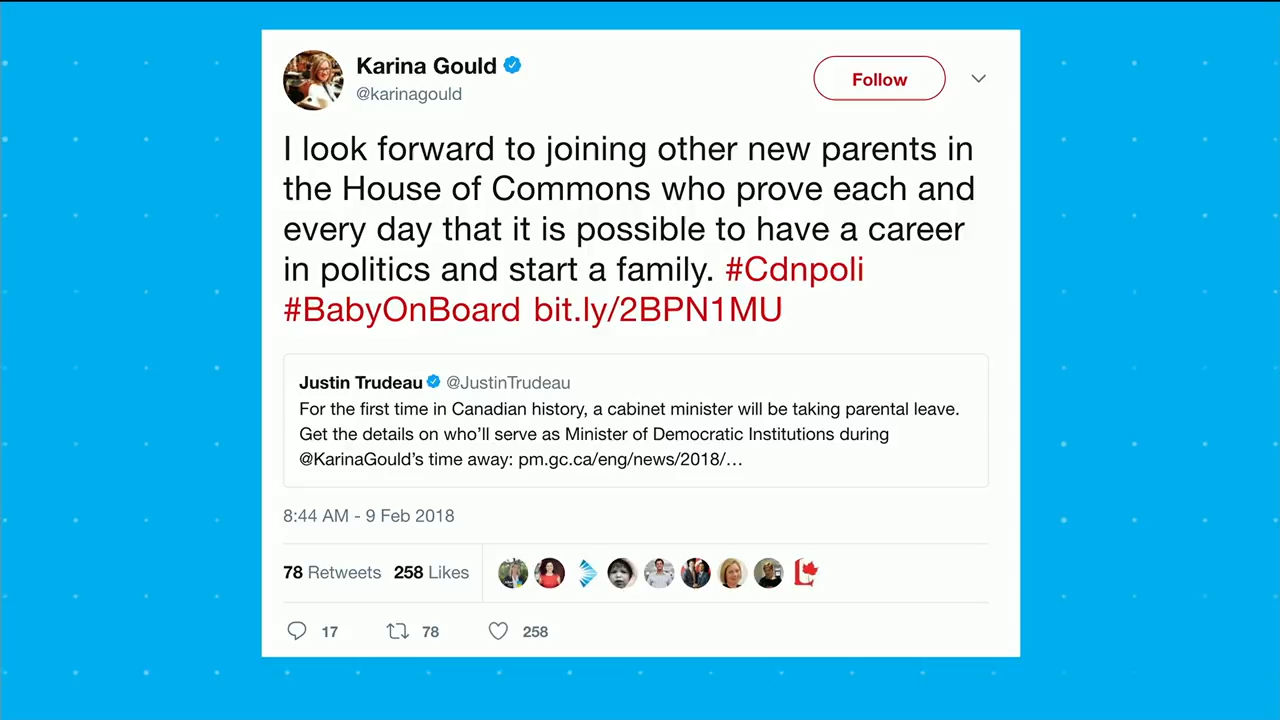 Karina Gould
@karinagould
Follow
I look forward to joining other new parents in
the House of Commons who prove each and
every day that it is possible to have a career
in politics and start a family. #Cdnpoli
#BabyOnBoard bit.ly/2BPN1MU
Justin Trudeau @JustinTrudeau
For the first time in Canadian history, a cabinet minister will be taking parental leave.
Get the details on who’ll serve as Minister of Democratic Institutions during
@KarinaGould’s time away: pm.gc.ca/eng/news/2018/…
8:44 AM - 9 Feb 2018
78 Retweets 258 Likes
17 78 258